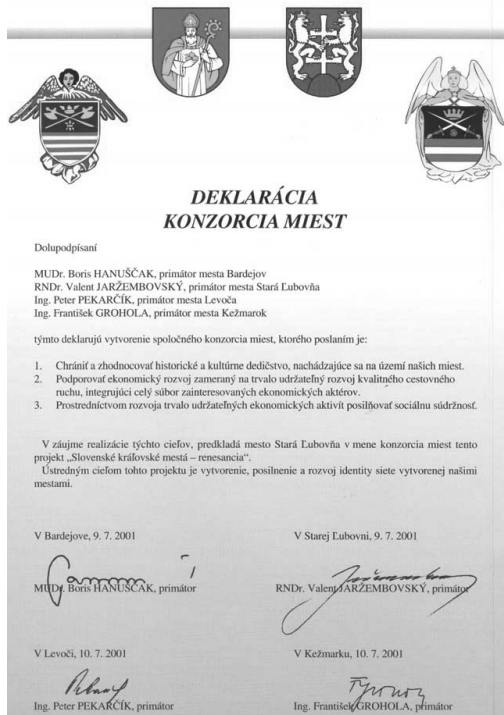 DEKLARÁCIA
KONZORCIA MIEST
Dolupodpísaní
MUDr. Boris HANUŠČAK, primátor mesta Bardejov
RNDr. Valent JARŽEMBOVSKÝ, primátor mesta Stará Ľubovňa
Ing. Peter PEKARČÍK, primátor mesta Levoča
Ing. František GROHOLA, primátor mesta Kežmarok
týmto deklarujú vytvorenie spoločného konzorcia miest, ktorého poslaním je:
1. Chrániť a zhodnocovať historické a kultúrne dedičstvo, nachádzajúce sa na území našich miest.
2. Podporovať ekonomický rozvoj zameraný na trvalo udržateľný rozvoj kvalitného cestovného
ruchu, integrujúci celý súbor zainteresovaných ekonomických aktérov.
3. Prostredníctvom rozvoja trvalo udržateľných ekonomických aktivít posilňovať sociálnu súdržnosť.
V záujme realizácie týchto cieľov, predkladá mesto Stará Ľubovňa v mene konzorcia miest tento
projekt „Slovenské kráľovské mestá – renesancia“.
Ústredným cieľom tohto projektu je vytvorenie, posilnenie a rozvoj identity siete vytvorenej našimi
mestami.
V Bardejove, 9. 7. 2001
V Starej Ľubovni, 9. 7. 2001
MUDr. Boris HANUŠČAK, primátor
RNDr. Valent JARŽEMBOVSKÝ, primátor
V Levoči, 10. 7. 2001
V Kežmarku, 10. 7. 2001
Ing. Peter PEKARČÍK, primátor
Ing. František GROHOLA, primátor